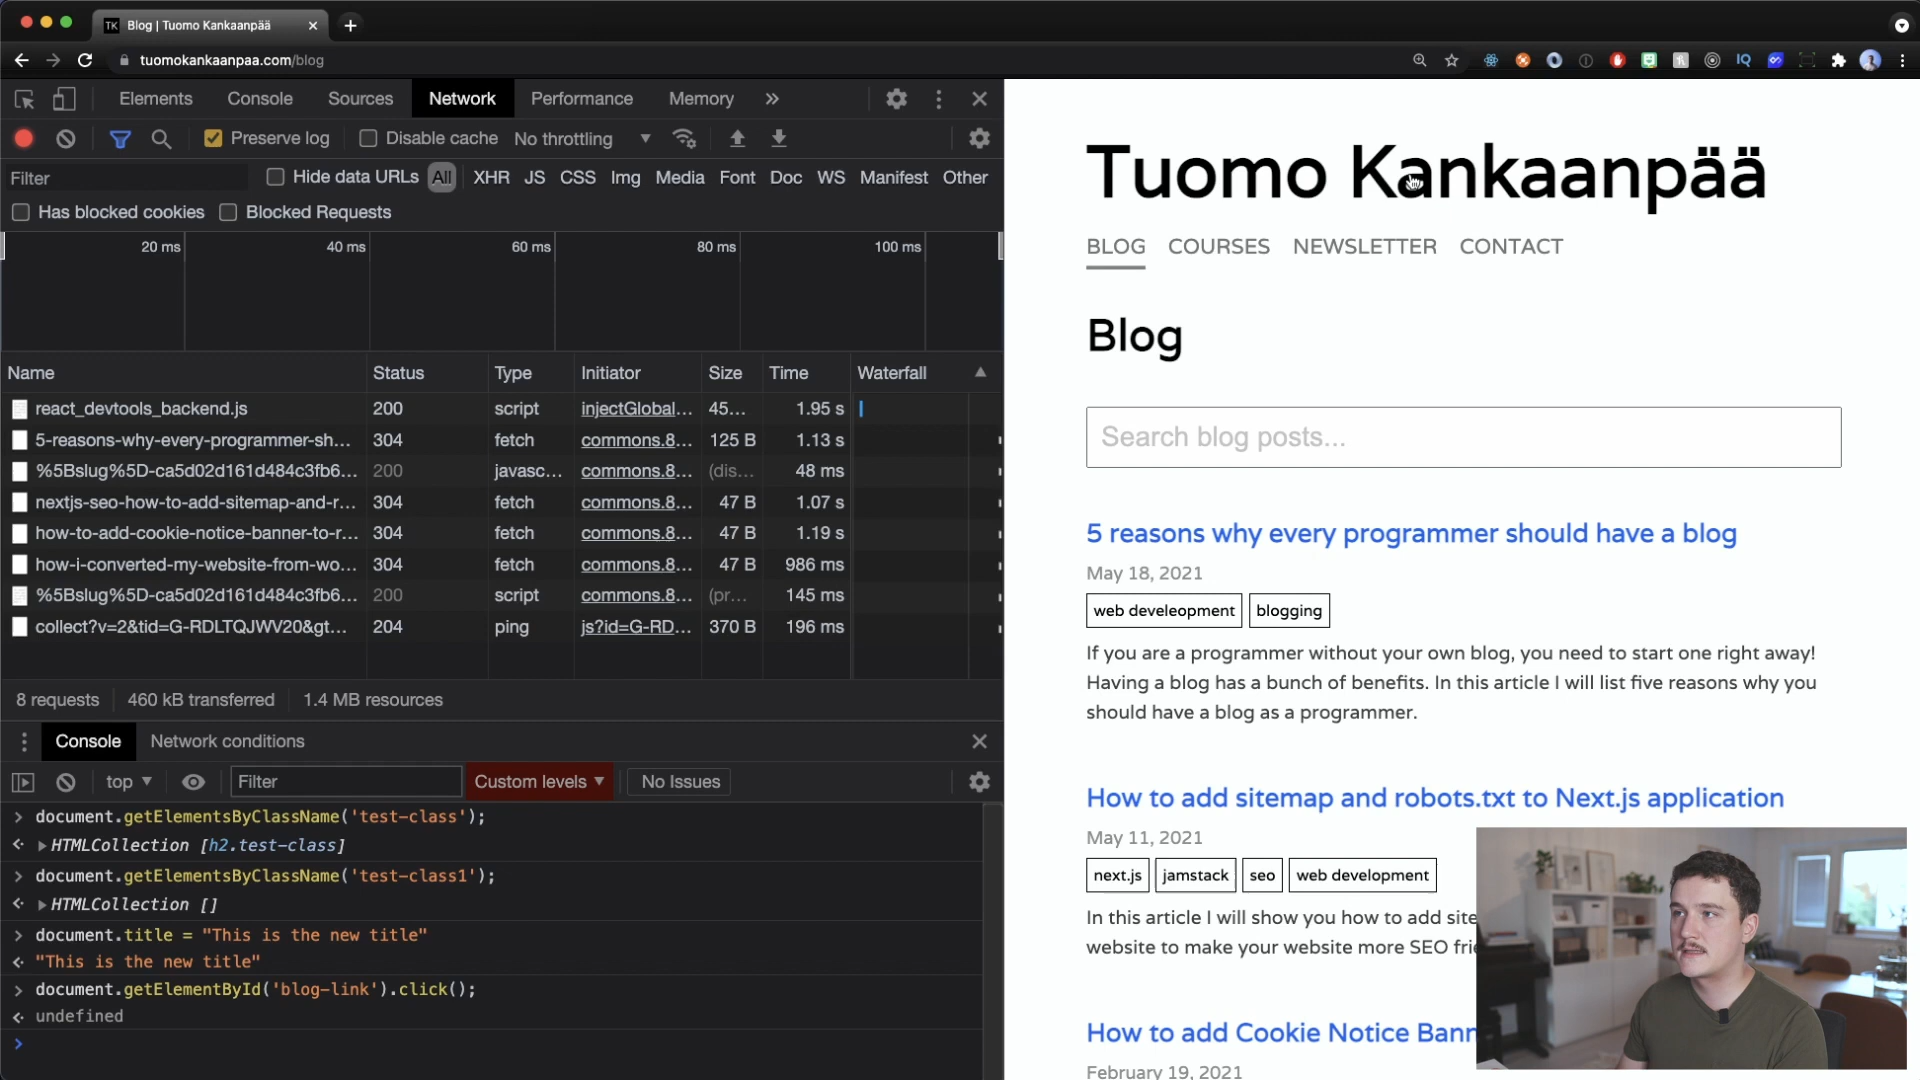 TK Blog | Tuomo Kankaanpää
tuomokankaanpaa.com/blog
IQ
Elements Console Sources Network Performance Memory
Preserve log Disable cache No throttling
Filter Hide data URLs All XHR JS CSS Img Media Font Doc WS Manifest Other
Has blocked cookies Blocked Requests
20 ms 40 ms 60 ms 80 ms 100 ms
Name Status Type Initiator Size Time Waterfall
react_devtools_backend.js 200 script injectGlobal... 45... 1.95 s
5-reasons-why-every-programmer-sh... 304 fetch commons.8... 125 B 1.13 s
%5Bslug%5D-ca5d02d161d484c3fb6... 200 javasc... commons.8... (dis... 48 ms
nextjs-seo-how-to-add-sitemap-and-r... 304 fetch commons.8... 47 B 1.07 s
how-to-add-cookie-notice-banner-to-r... 304 fetch commons.8... 47 B 1.19 s
how-i-converted-my-website-from-wo... 304 fetch commons.8... 47 B 986 ms
%5Bslug%5D-ca5d02d161d484c3fb6... 200 script commons.8... (pr... 145 ms
collect?v=2&tid=G-RDLTQJWV20&gt... 204 ping js?id=G-RD... 370 B 196 ms
8 requests 460 kB transferred 1.4 MB resources
Console Network conditions
top Filter Custom levels No Issues
document.getElementsByClassName('test-class');
HTMLCollection [h2.test-class]
document.getElementsByClassName('test-class1');
HTMLCollection []
document.title = "This is the new title"
"This is the new title"
document.getElementById('blog-link').click();
undefined
Tuomo Kankaanpää
BLOG COURSES NEWSLETTER CONTACT
Blog
Search blog posts...
5 reasons why every programmer should have a blog
May 18, 2021
web develeopment blogging
If you are a programmer without your own blog, you need to start one right away!
Having a blog has a bunch of benefits. In this article I will list five reasons why you
should have a blog as a programmer.
How to add sitemap and robots.txt to Next.js application
May 11, 2021
next.js jamstack seo web development
In this article I will show you how to add site
website to make your website more SEO frie
How to add Cookie Notice Bann
February 19, 2021